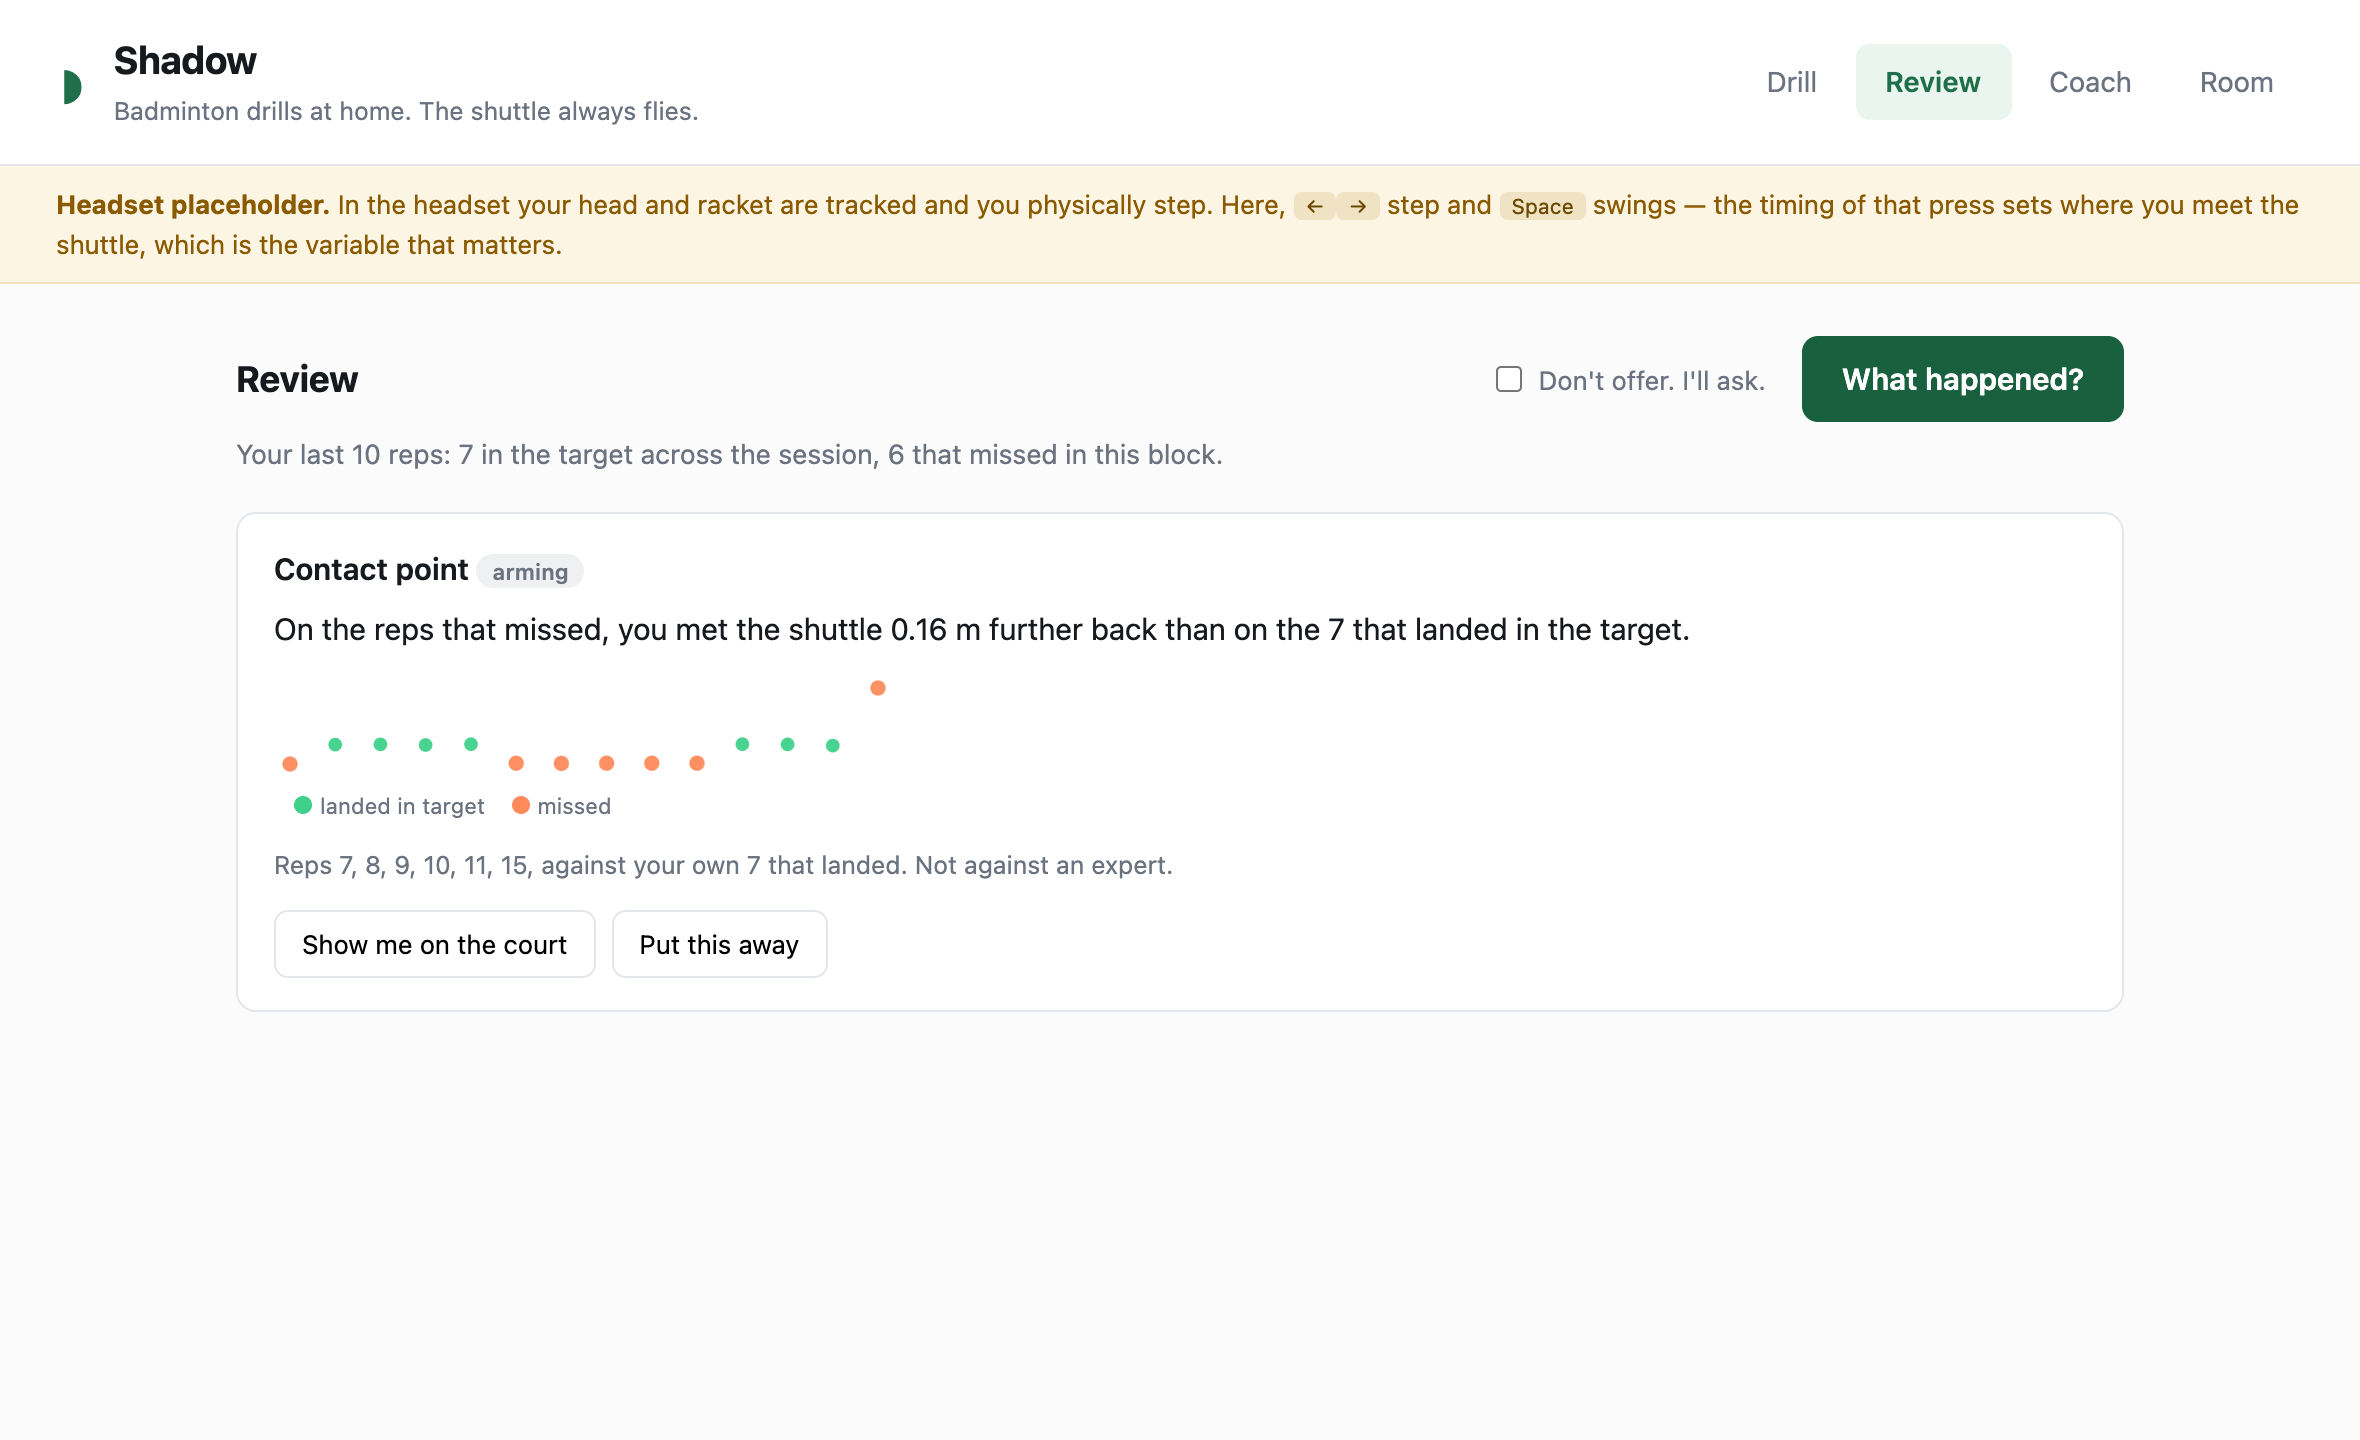 Shadow
Badminton drills at home. The shuttle always flies.
Drill
Review
Coach
Room
Headset placeholder. In the headset your head and racket are tracked and you physically step. Here, ← → step and Space swings — the timing of that press sets where you meet the
shuttle, which is the variable that matters.
Review
Don't offer. I'll ask.
What happened?
Your last 10 reps: 7 in the target across the session, 6 that missed in this block.
Contact point arming
On the reps that missed, you met the shuttle 0.16 m further back than on the 7 that landed in the target.
landed in target missed
Reps 7, 8, 9, 10, 11, 15, against your own 7 that landed. Not against an expert.
Show me on the court
Put this away